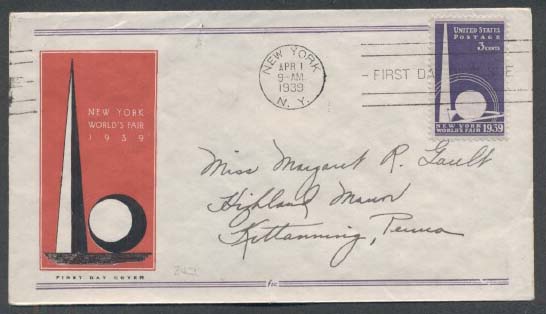 NEW YORK
WORLD'S FAIR
1939
FIRST DAY COVER
NEW YORK
APR 1
9-AM
1939
N.Y.
FIRST DA
UNITED STATES
POSTAGE
3 CENTS
NEW YORK
WORLD'S FAIR 1939
Miss Margaret R. Gault
Highland Manor
Kittanning, Penna